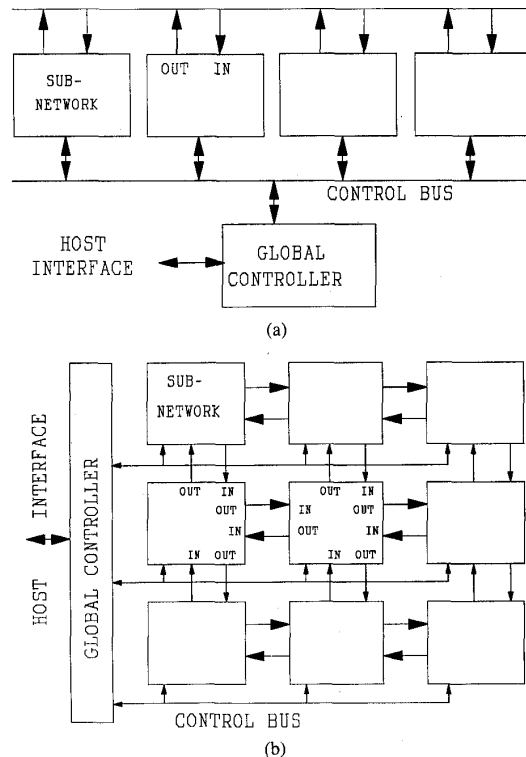 SUB-
NETWORK
OUT IN
CONTROL BUS
HOST
INTERFACE
GLOBAL
CONTROLLER
(a)
HOST INTERFACE
GLOBAL CONTROLLER
SUB-
NETWORK
OUT IN
OUT
IN
IN OUT
OUT IN
IN OUT
OUT IN
IN OUT
CONTROL BUS
(b)